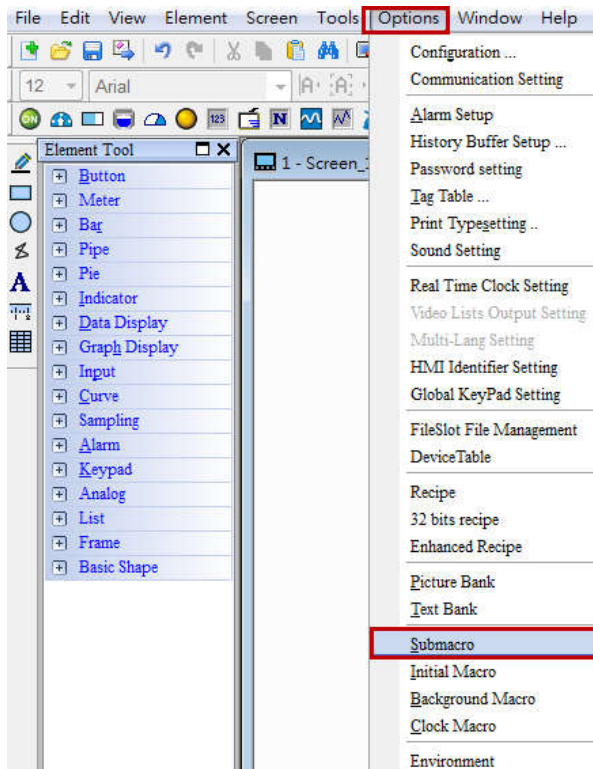 File Edit View Element Screen Tools Options Window Help
12 Arial
Element Tool
1 - Screen_
Button
Meter
Bar
Pipe
Pie
Indicator
Data Display
Graph Display
Input
Curve
Sampling
Alarm
Keypad
Analog
List
Frame
Basic Shape
Configuration ...
Communication Setting
Alarm Setup
History Buffer Setup ...
Password setting
Tag Table ...
Print Typesetting ..
Sound Setting
Real Time Clock Setting
Video Lists Output Setting
Multi-Lang Setting
HMI Identifier Setting
Global KeyPad Setting
FileSlot File Management
DeviceTable
Recipe
32 bits recipe
Enhanced Recipe
Picture Bank
Text Bank
Submacro
Initial Macro
Background Macro
Clock Macro
Environment